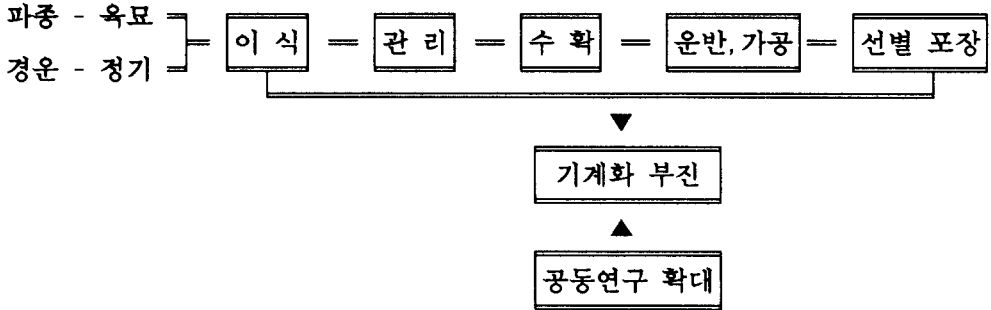 파종 - 육묘
이 식 = 관 리 = 수 확 = 운반, 가공 = 선별 포장
경운 - 정기
▼
기계화 부진
▲
공동연구 확대